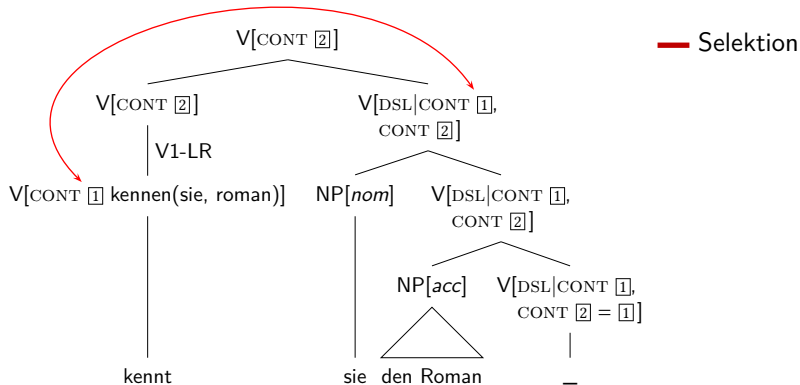 V[CONT 2]
Selektion
V[CONT 2]
V[DSL|CONT 1,
CONT 2]
V1-LR
V[CONT 1 kennen(sie, roman)]
NP[nom]
V[DSL|CONT 1,
CONT 2]
NP[acc]
V[DSL|CONT 1,
CONT 2 = 1]
kennt
sie
den Roman
_